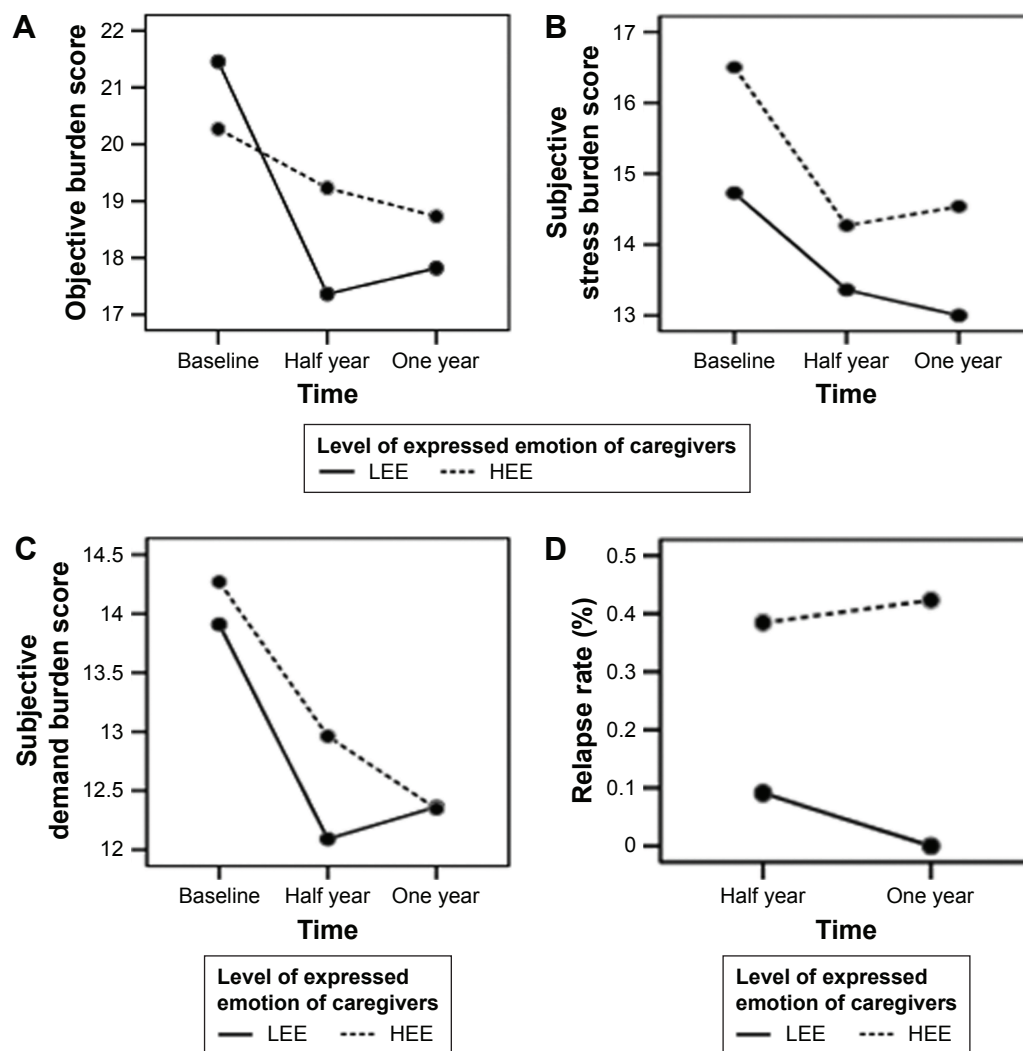 A
Objective burden score
22
21
20
19
18
17
Baseline Half year One year
Time
B
Subjective
stress burden score
17
16
15
14
13
Baseline Half year One year
Time
Level of expressed emotion of caregivers
LEE HEE
C
Subjective
demand burden score
14.5
14
13.5
13
12.5
12
Baseline Half year One year
Time
Level of expressed
emotion of caregivers
LEE HEE
D
Relapse rate (%)
0.5
0.4
0.3
0.2
0.1
0
Half year One year
Time
Level of expressed
emotion of caregivers
LEE HEE